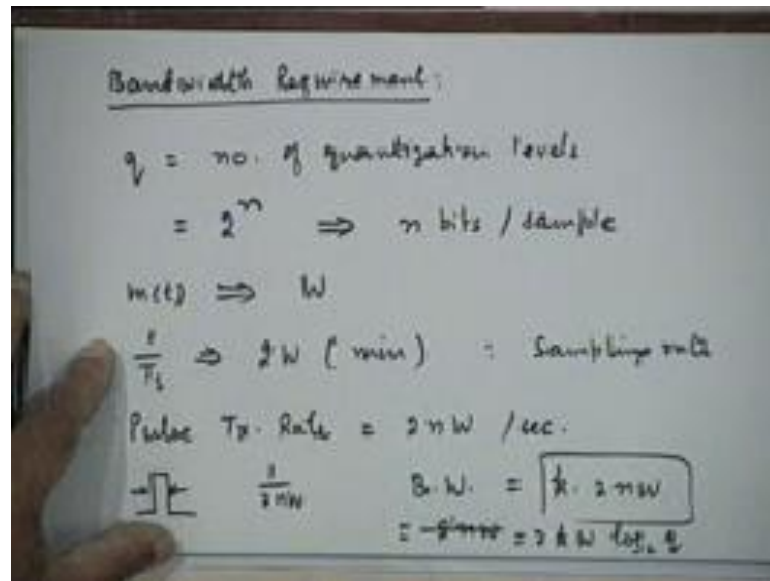 Bandwidth Requirement:
q = no. of quantization levels
= 2^n ⇒ n bits / sample
m(t) ⇒ W
1/Ts ⇒ 2W (min) : Sampling rate
Pulse Tx. Rate = 2nW / sec.
1/2nW B.W. = k. 2nW
= 2kW log₂ q